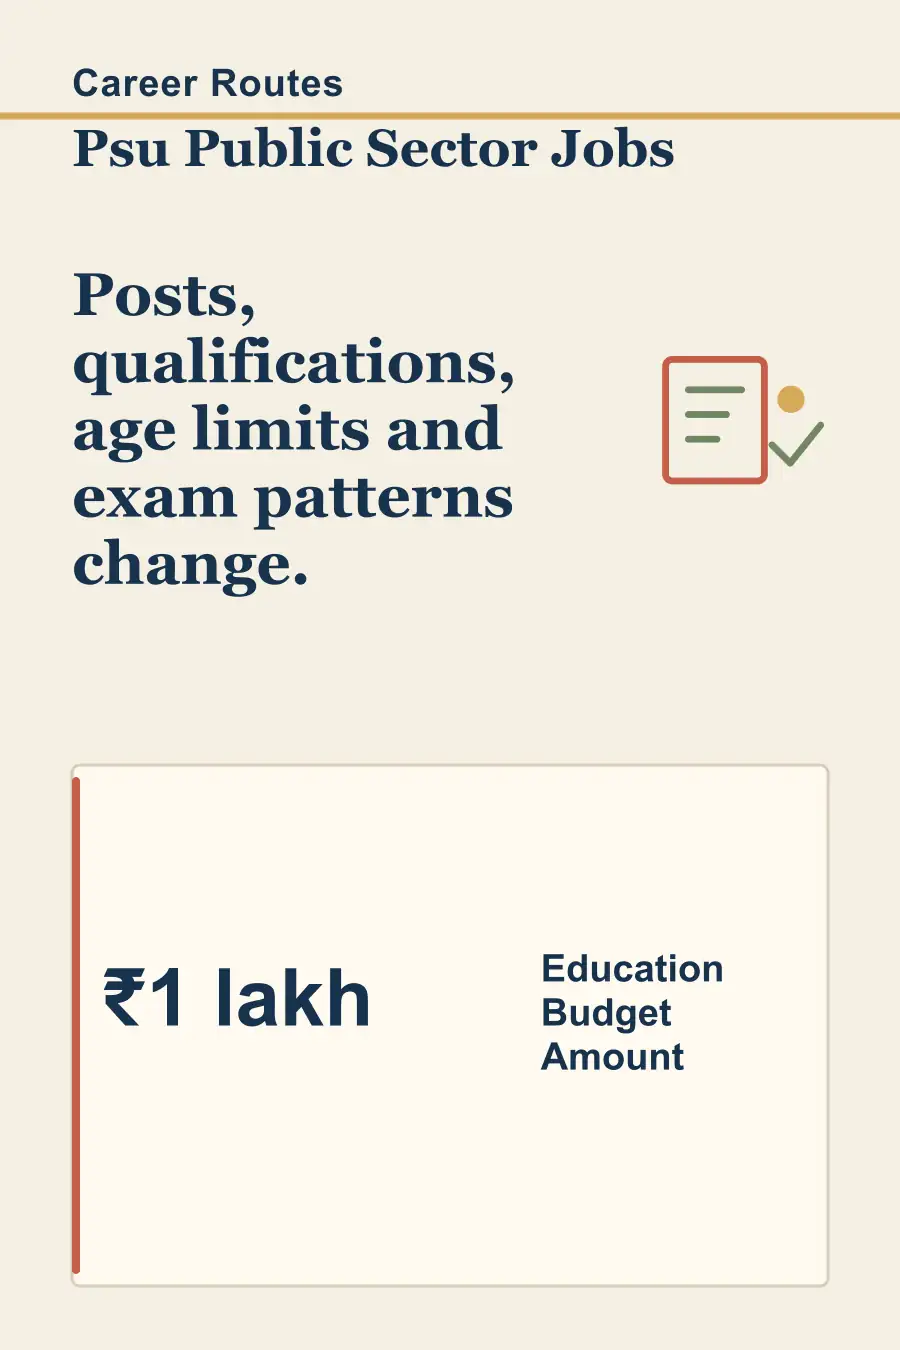 Career Routes
Psu Public Sector Jobs
Posts,
qualifications,
age limits and
exam patterns
change.
₹1 lakh
Education
Budget
Amount